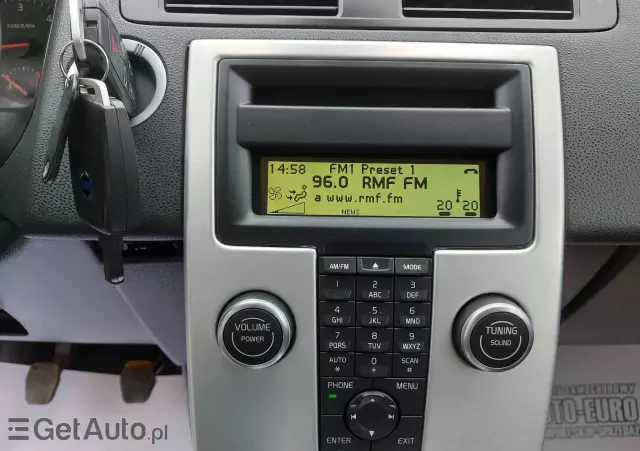 3 4
14:58 FM1 Preset 1
96.0 RMF FM
a www.rmf.fm
20 20
NEWS
AM/FM MODE
1 2 ABC 3 DEF
4 GHI 5 JKL 6 MNO
7 PQRS 8 TUV 9 WXYZ
AUTO * 0 + SCAN #
VOLUME
POWER
TUNING
SOUND
PHONE MENU
ENTER EXIT
GetAuto.pl